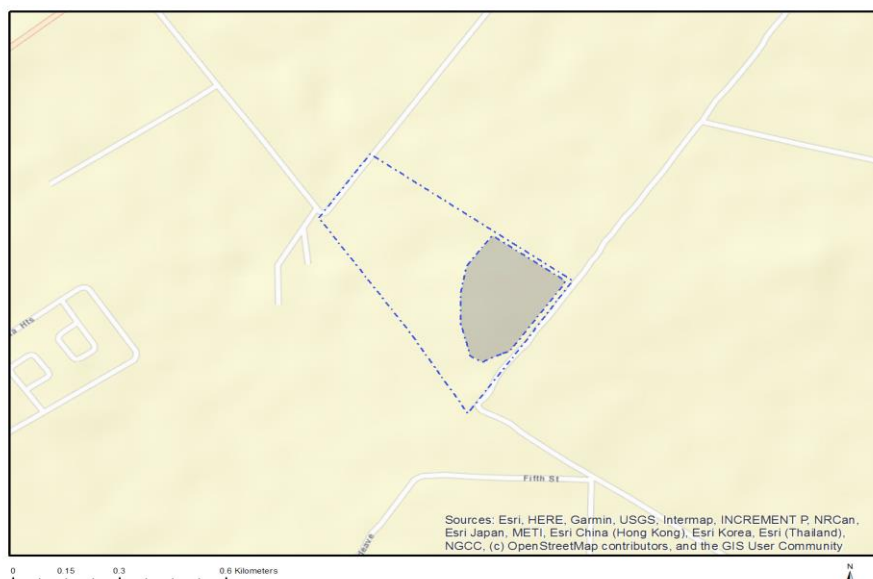 Hts
Fifth St
Sources: Esri, HERE, Garmin, USGS, Intermap, INCREMENT P, NRCan,
Esri Japan, METI, Esri China (Hong Kong), Esri Korea, Esri (Thailand),
NGCC, (c) OpenStreetMap contributors, and the GIS User Community
0 0.15 0.3 0.6 Kilometers
N